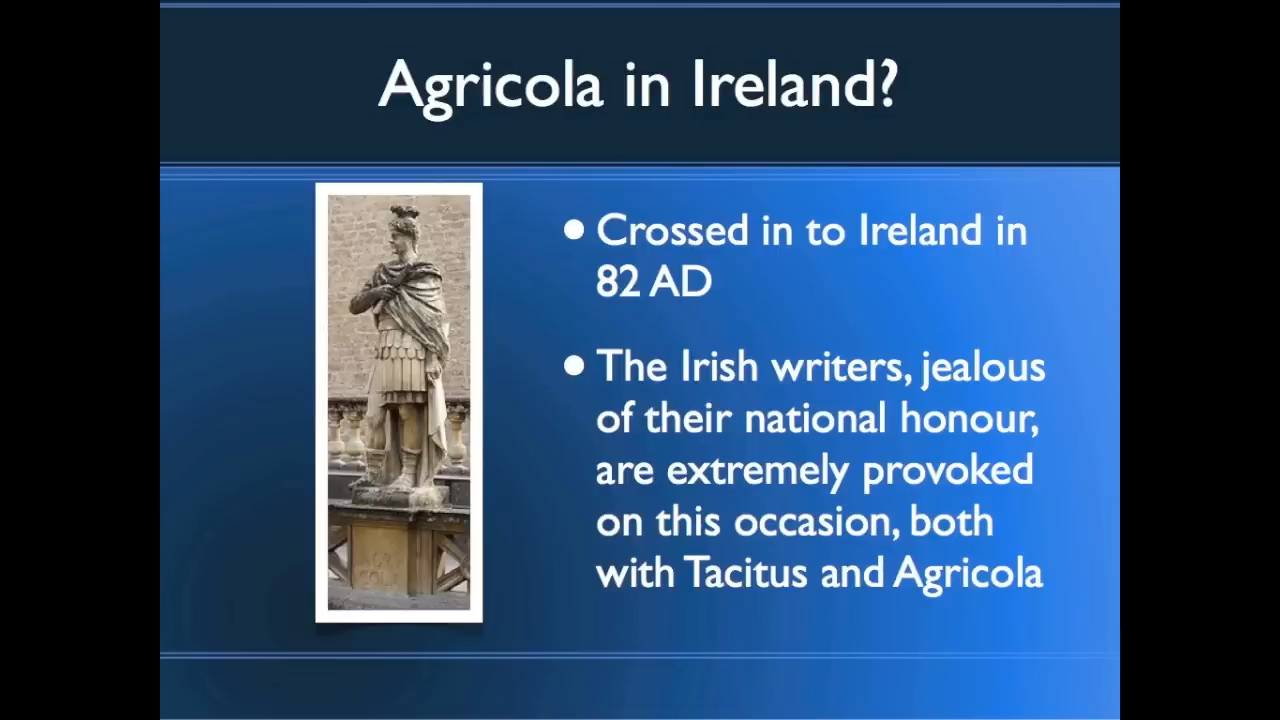 Agricola in Ireland?
• Crossed in to Ireland in
82 AD
• The Irish writers, jealous
of their national honour,
are extremely provoked
on this occasion, both
with Tacitus and Agricola